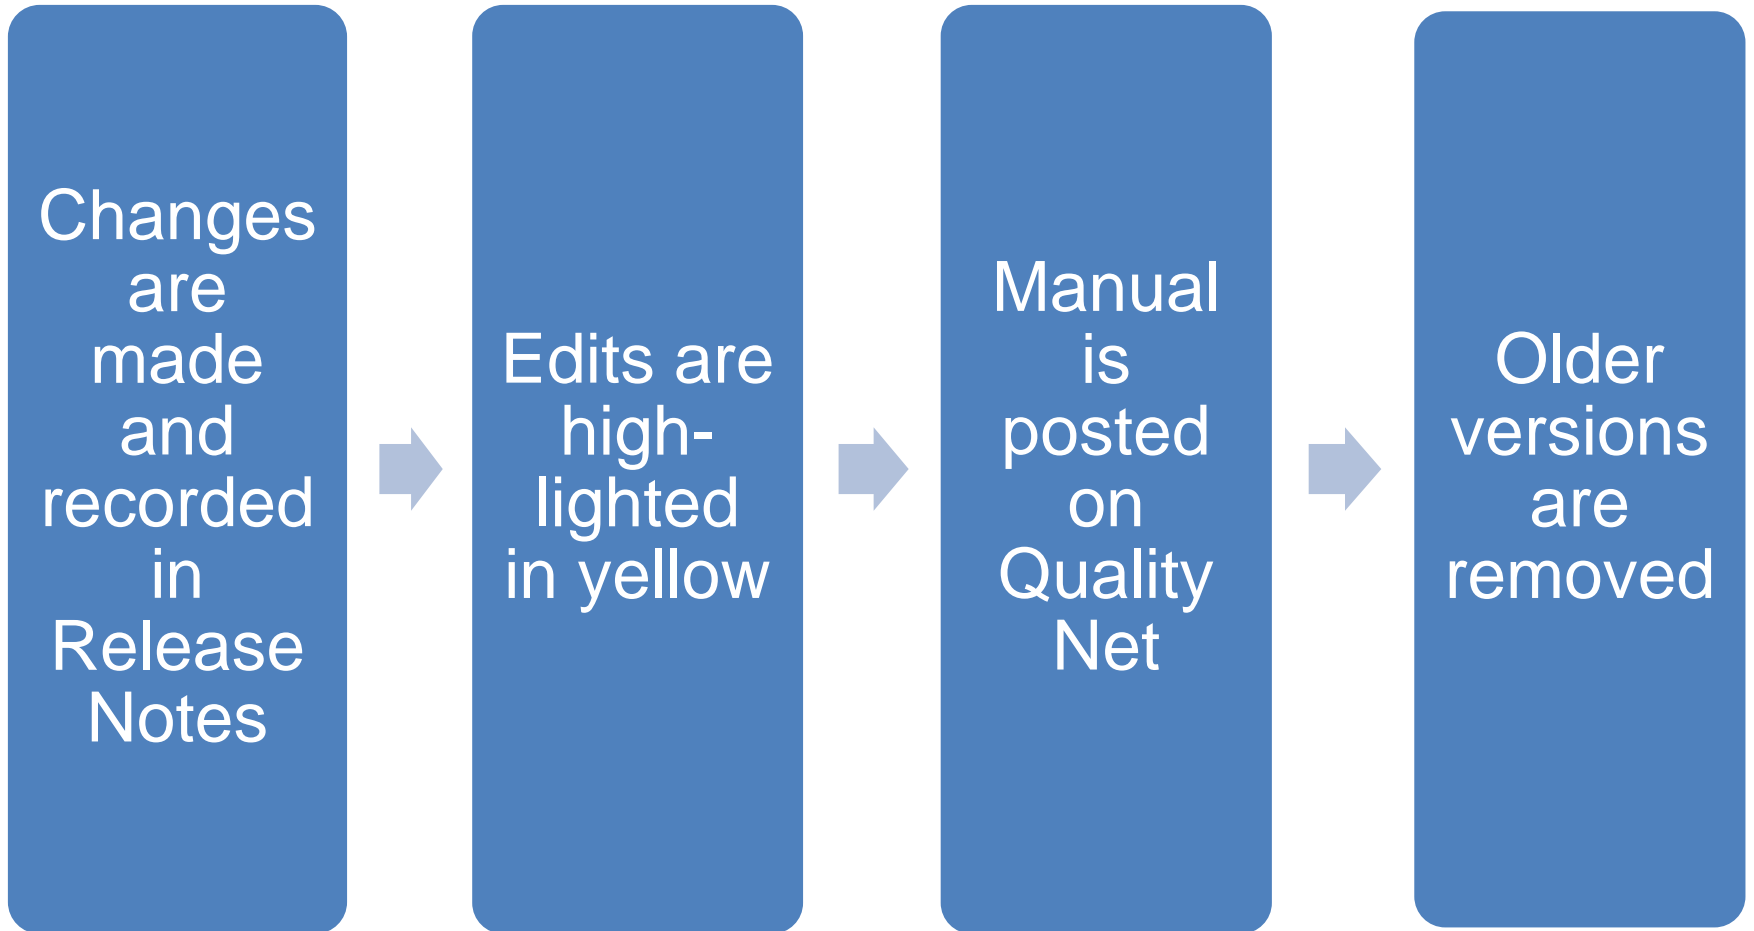 Changes
are
made
and
recorded
in
Release
Notes
Edits are
high-
lighted
in yellow
Manual
is
posted
on
Quality
Net
Older
versions
are
removed